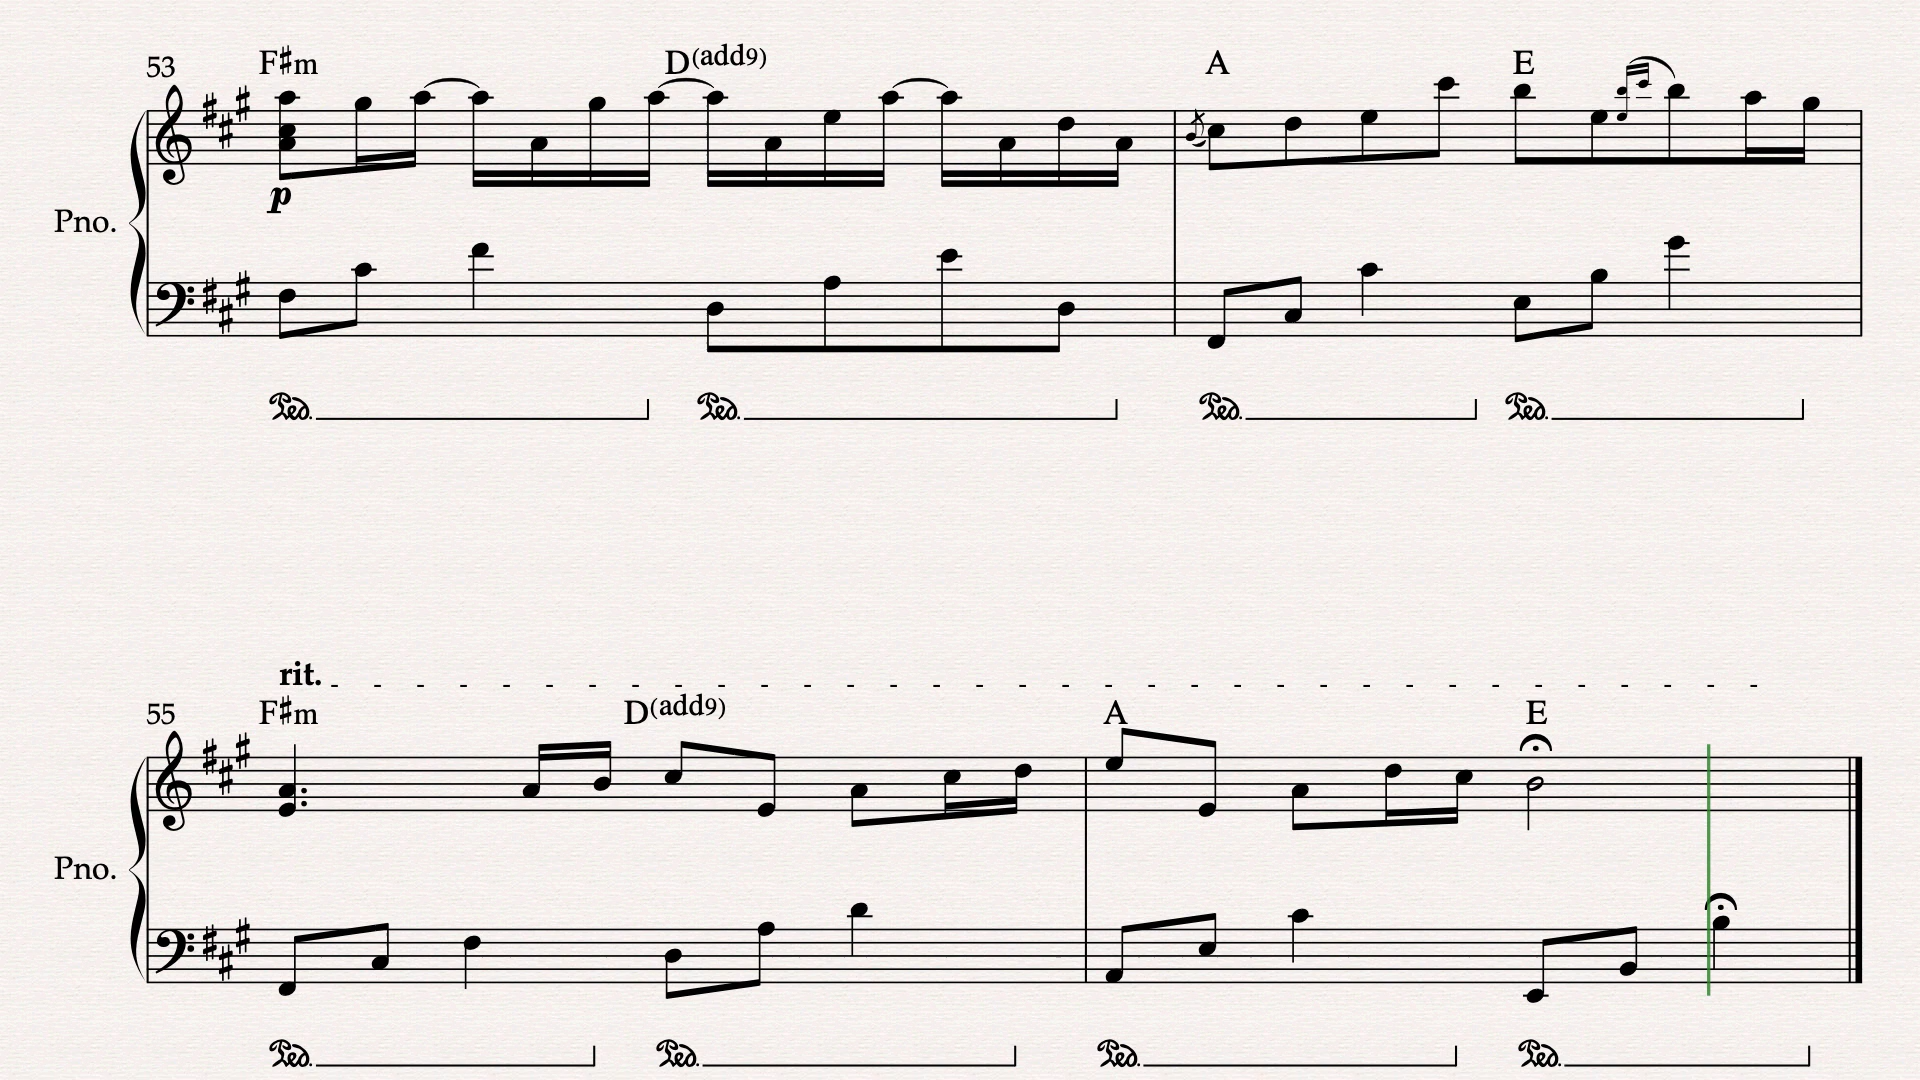 53 F♯m D(add9) A E
p
Pno.
Ped. Ped. Ped. Ped.
rit.
55 F♯m D(add9) A E
Pno.
Ped. Ped. Ped. Ped.